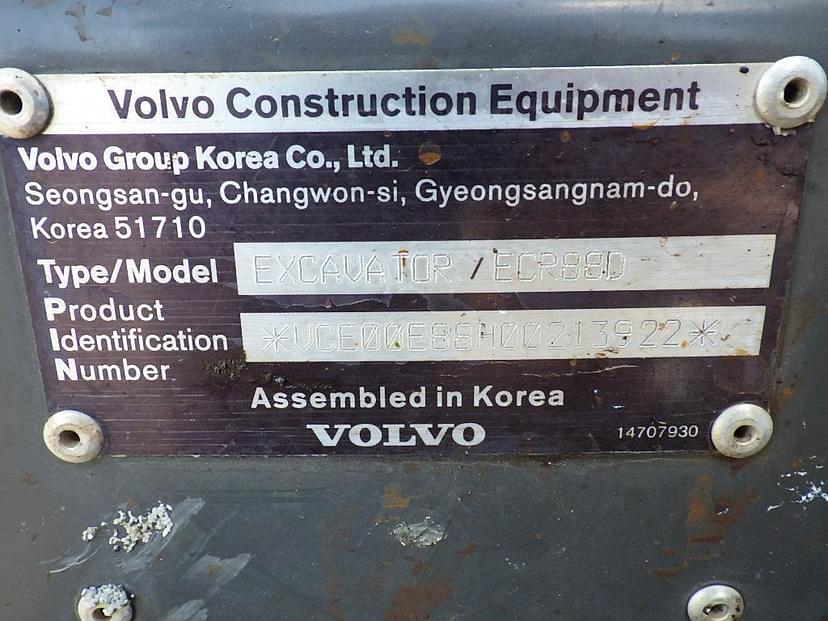 Volvo Construction Equipment
Volvo Group Korea Co., Ltd.
Seongsan-gu, Changwon-si, Gyeongsangnam-do,
Korea 51710
Type/Model EXCAVATOR / ECR88D
Product
Identification *VCE00E88H00213922*
Number
Assembled in Korea
VOLVO 14707930